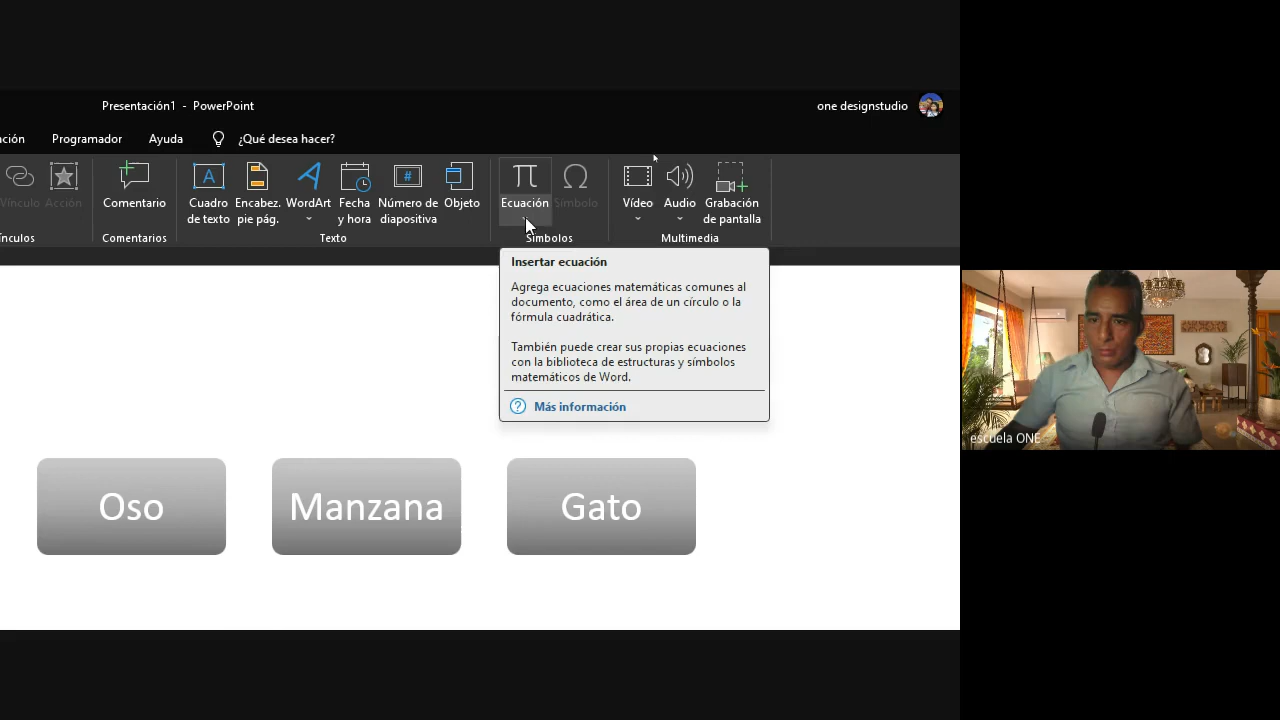 Presentación1 - PowerPoint
one designstudio
ción Programador Ayuda ¿Qué desea hacer?
Vínculo Acción
Comentario
Cuadro de texto
Encabez. pie pág.
WordArt
Fecha y hora
Número de diapositiva
Objeto
Ecuación
Símbolo
Vídeo
Audio
Grabación de pantalla
ínculos
Comentarios
Texto
Símbolos
Multimedia
Insertar ecuación
Agrega ecuaciones matemáticas comunes al
documento, como el área de un círculo o la
fórmula cuadrática.
También puede crear sus propias ecuaciones
con la biblioteca de estructuras y símbolos
matemáticos de Word.
Más información
Oso
Manzana
Gato
escuela ONE